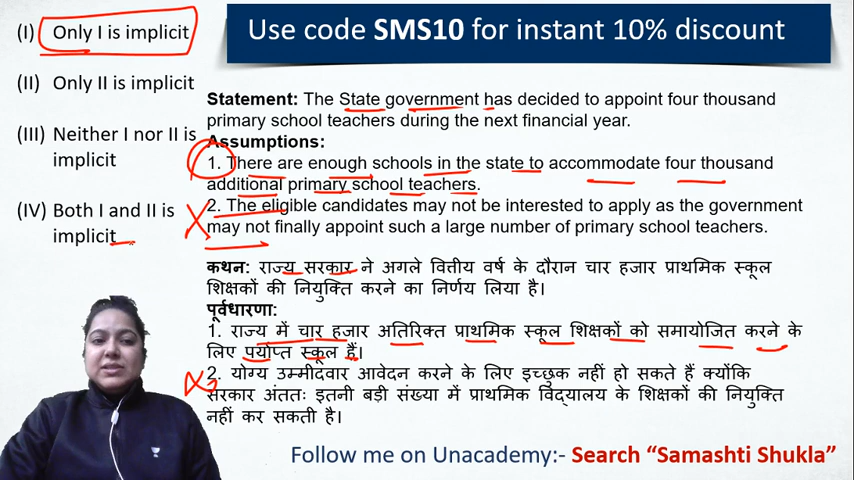 Use code SMS10 for instant 10% discount
(I) Only I is implicit
(II) Only II is implicit
(III) Neither I nor II is
implicit
(IV) Both I and II is
implicit
Statement: The State government has decided to appoint four thousand
primary school teachers during the next financial year.
Assumptions:
1. There are enough schools in the state to accommodate four thousand
additional primary school teachers.
2. The eligible candidates may not be interested to apply as the government
may not finally appoint such a large number of primary school teachers.
कथन: राज्य सरकार ने अगले वित्तीय वर्ष के दौरान चार हजार प्राथमिक स्कूल
शिक्षकों की नियुक्ति करने का निर्णय लिया है।
पूर्वधारणा:
1. राज्य में चार हजार अतिरिक्त प्राथमिक स्कूल शिक्षकों को समायोजित करने के
लिए पर्याप्त स्कूल हैं।
2. योग्य उम्मीदवार आवेदन करने के लिए इच्छुक नहीं हो सकते हैं क्योंकि
सरकार अंततः इतनी बड़ी संख्या में प्राथमिक विद्यालय के शिक्षकों की नियुक्ति
नहीं कर सकती है।
Follow me on Unacademy:- Search “Samashti Shukla”